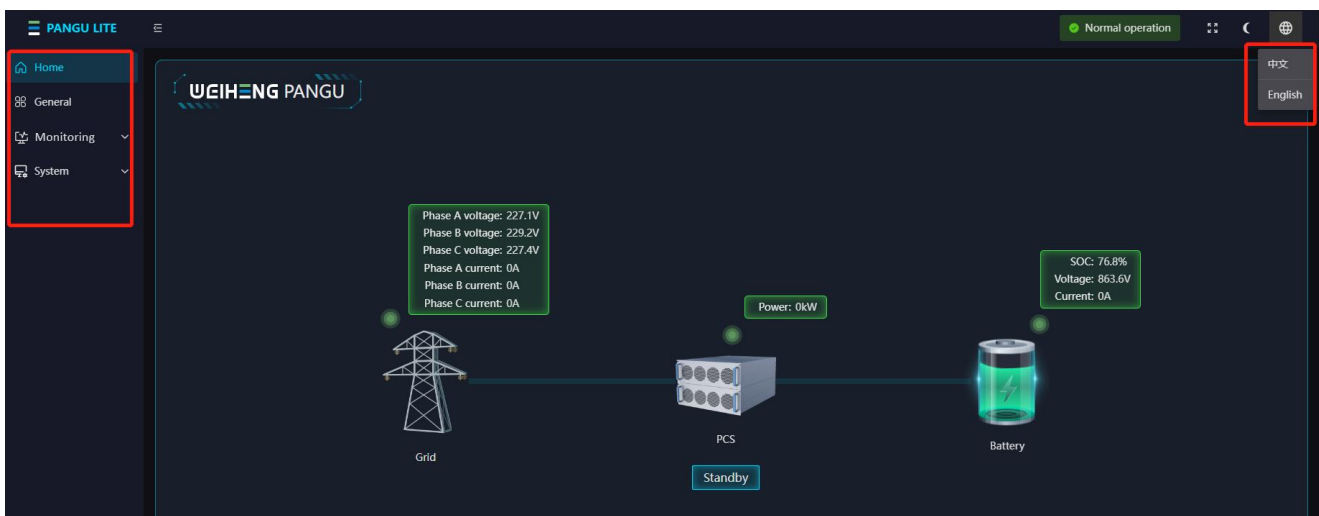 PANGU LITE
Normal operation
Home
General
Monitoring
System
中文
English
WEIHENG PANGU
Phase A voltage: 227.1V
Phase B voltage: 229.2V
Phase C voltage: 227.4V
Phase A current: 0A
Phase B current: 0A
Phase C current: 0A
Power: 0kW
SOC: 76.8%
Voltage: 863.6V
Current: 0A
Grid
PCS
Battery
Standby